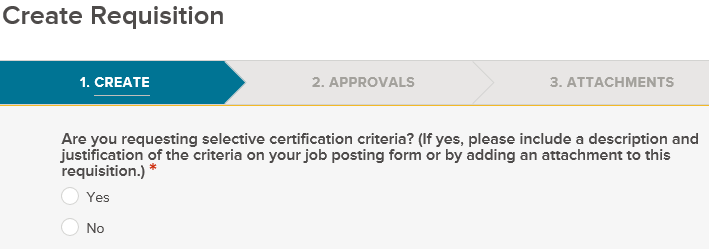 Create Requisition
1. CREATE
2. APPROVALS
3. ATTACHMENTS
Are you requesting selective certification criteria? (If yes, please include a description and
justification of the criteria on your job posting form or by adding an attachment to this
requisition.) *
Yes
No